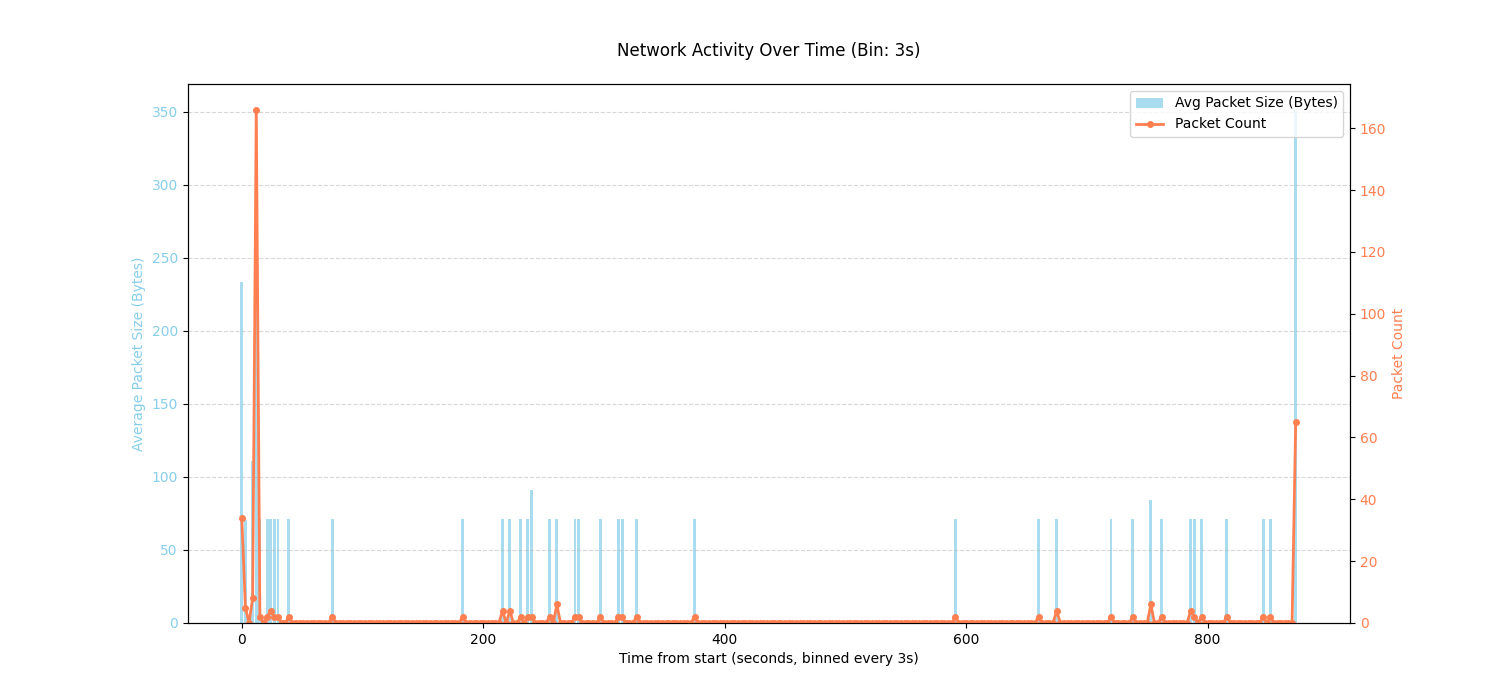 Network Activity Over Time (Bin: 3s)
Avg Packet Size (Bytes)
Packet Count
350
300
250
200
150
100
50
0
Average Packet Size (Bytes)
160
140
120
100
80
60
40
20
0
Packet Count
0 200 400 600 800
Time from start (seconds, binned every 3s)